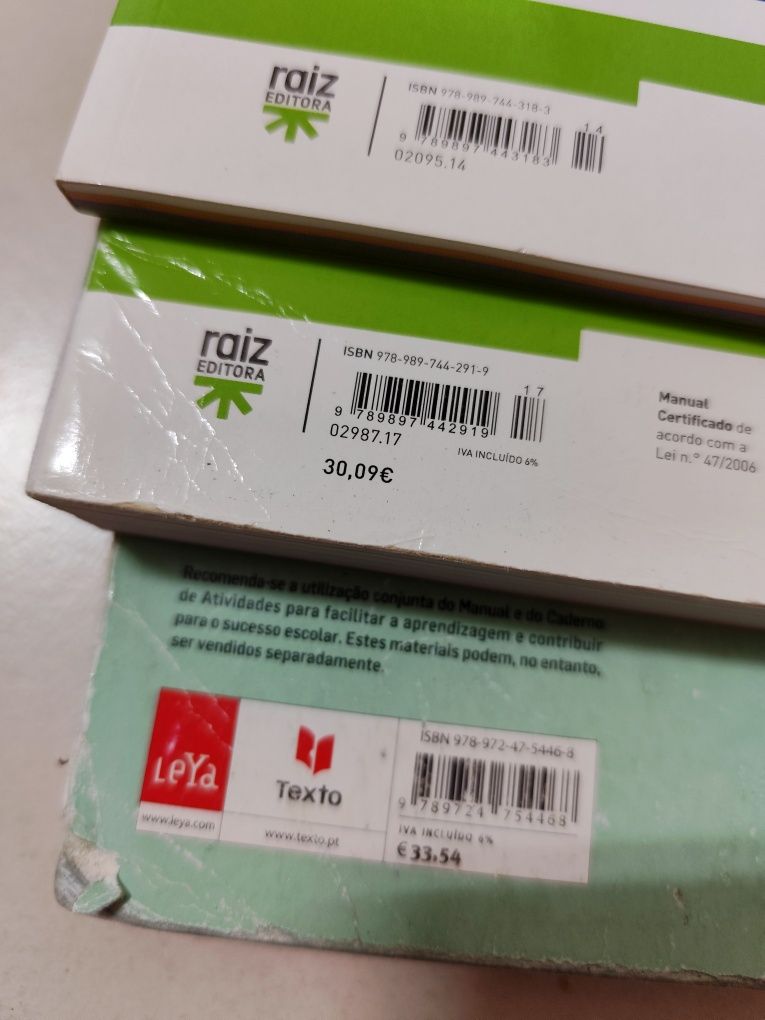 raiz
EDITORA
ISBN 978-989-744-318-3
14
9 789897 443183
02095.14
raiz
EDITORA
ISBN 978-989-744-291-9
17
9 789897 442919
02987.17
IVA INCLUÍDO 6%
30,09€
Manual
Certificado de
acordo com a
Lei n.º 47/2006
Recomenda-se a utilização conjunta do Manual e do Caderno
de Atividades para facilitar a aprendizagem e contribuir
para o sucesso escolar. Estes materiais podem, no entanto,
ser vendidos separadamente.
LeYa
www.leya.com
Texto
www.texto.pt
ISBN 978-972-47-5446-8
9 789724 754468
IVA INCLUÍDO 6%
€ 33.54